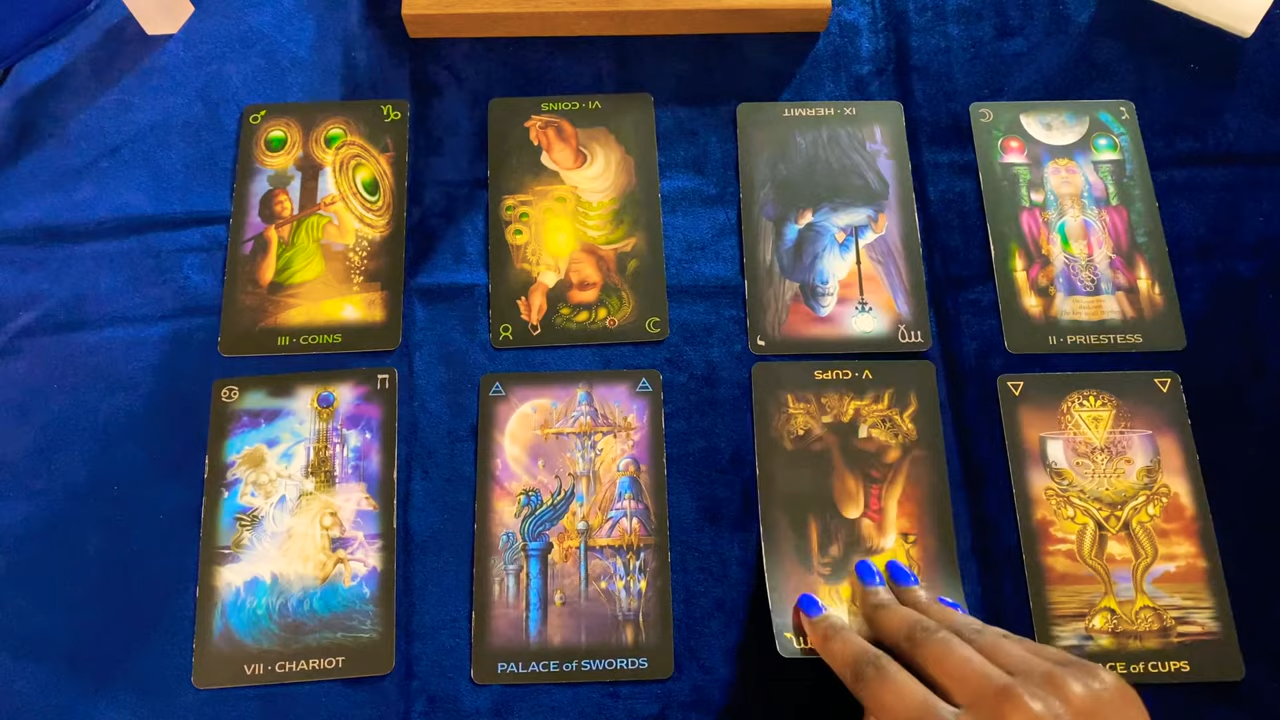 III · COINS
VI · COINS
IX · HERMIT
II · PRIESTESS
VII · CHARIOT
PALACE of SWORDS
V · CUPS
ACE of CUPS